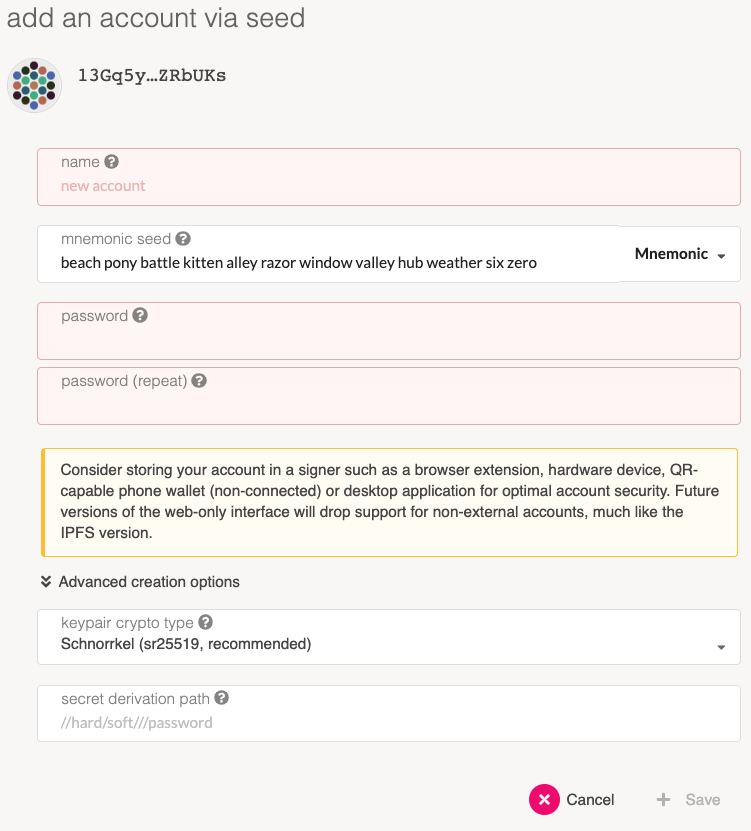 add an account via seed
13Gq5y…ZRbUKs
name
new account
mnemonic seed
beach pony battle kitten alley razor window valley hub weather six zero
Mnemonic
password
password (repeat)
Consider storing your account in a signer such as a browser extension, hardware device, QR-
capable phone wallet (non-connected) or desktop application for optimal account security. Future
versions of the web-only interface will drop support for non-external accounts, much like the
IPFS version.
Advanced creation options
keypair crypto type
Schnorrkel (sr25519, recommended)
secret derivation path
//hard/soft///password
Cancel
Save